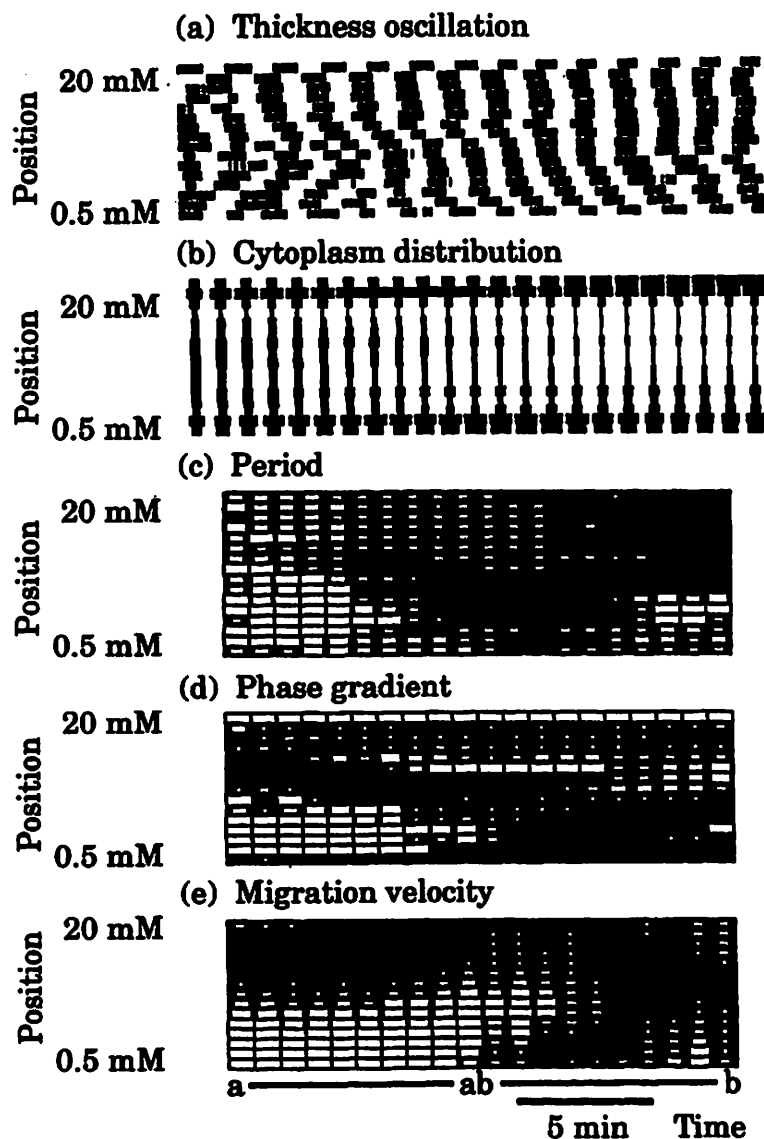 (a) Thickness oscillation
20 mM
Position
0.5 mM
(b) Cytoplasm distribution
20 mM
Position
0.5 mM
(c) Period
20 mM
Position
0.5 mM
(d) Phase gradient
20 mM
Position
0.5 mM
(e) Migration velocity
20 mM
Position
0.5 mM
a ab b
5 min Time